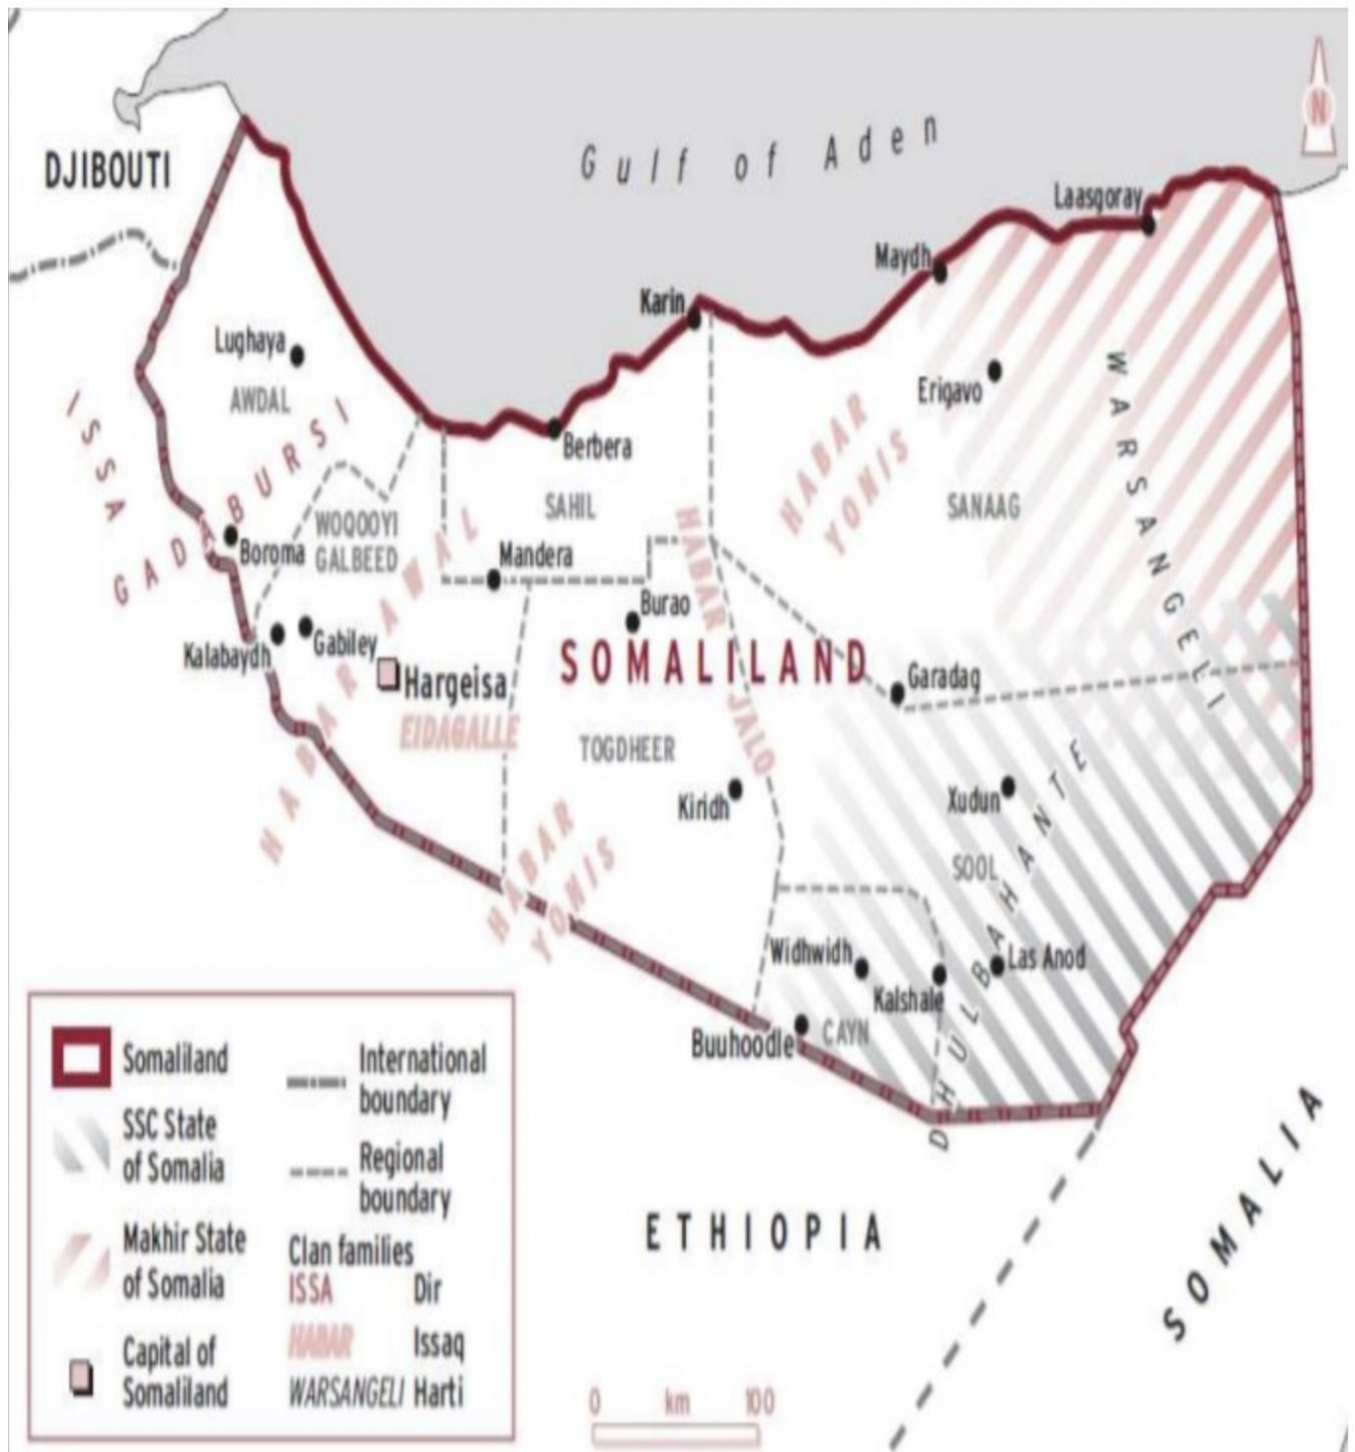 Gulf of Aden
N
DJIBOUTI
Laasgoray
Maydh
Karin
Lughaya
AWDAL
Erigavo
WARSANGELI
ISSA
GADABURSI
Berbera
HABAR
YONIS
SAHIL
SANAAG
WOQOOYI
GALBEED
Boroma
Mandera
HABAR AWAL
HABAR JALO
Burao
Kalabaydh
Gabiley
SOMALILAND
Hargeisa
EIDAGALLE
Garadag
TOGDHEER
Kiridh
Xudun
HABAR
YONIS
SOOL
DHULBAHANTE
Widhwidh
Las Anod
Kalshale
Buuhoodle
CAYN
ETHIOPIA
SOMALIA
Somaliland
SSC State
of Somalia
Makhir State
of Somalia
Capital of
Somaliland
International
boundary
Regional
boundary
Clan families
ISSA Dir
HABAR Issaq
WARSANGELI Harti
0 km 100